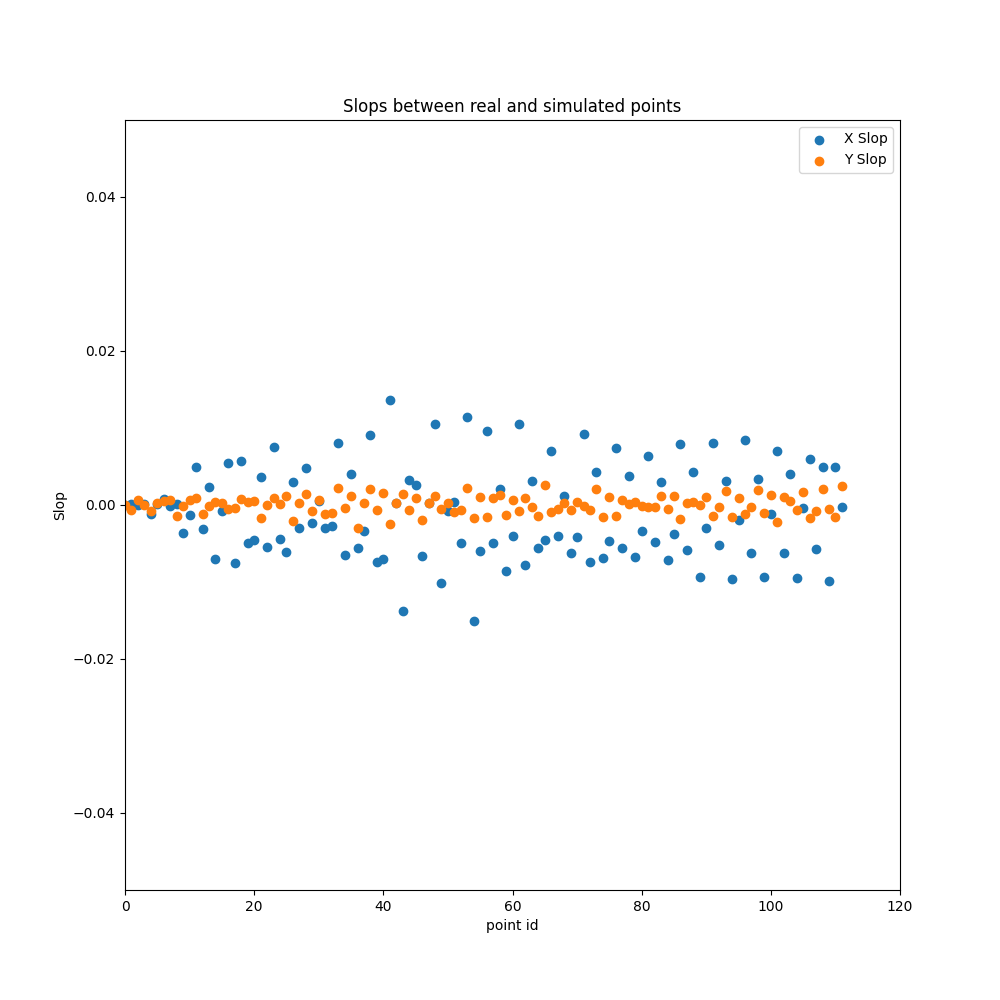 Slops between real and simulated points
X Slop
Y Slop
0.04
0.02
0.00
−0.02
−0.04
Slop
0 20 40 60 80 100 120
point id